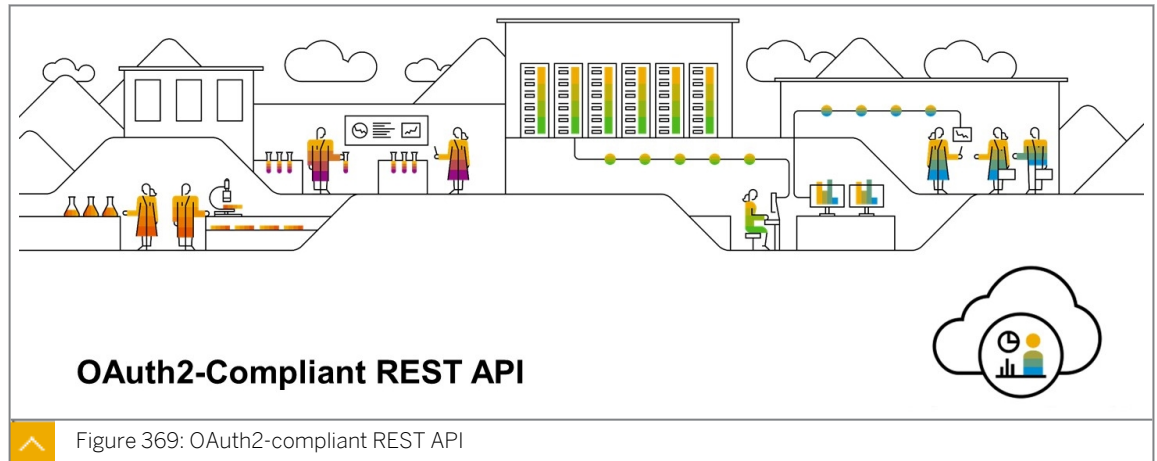 OAuth2-Compliant REST API
Figure 369: OAuth2-compliant REST API